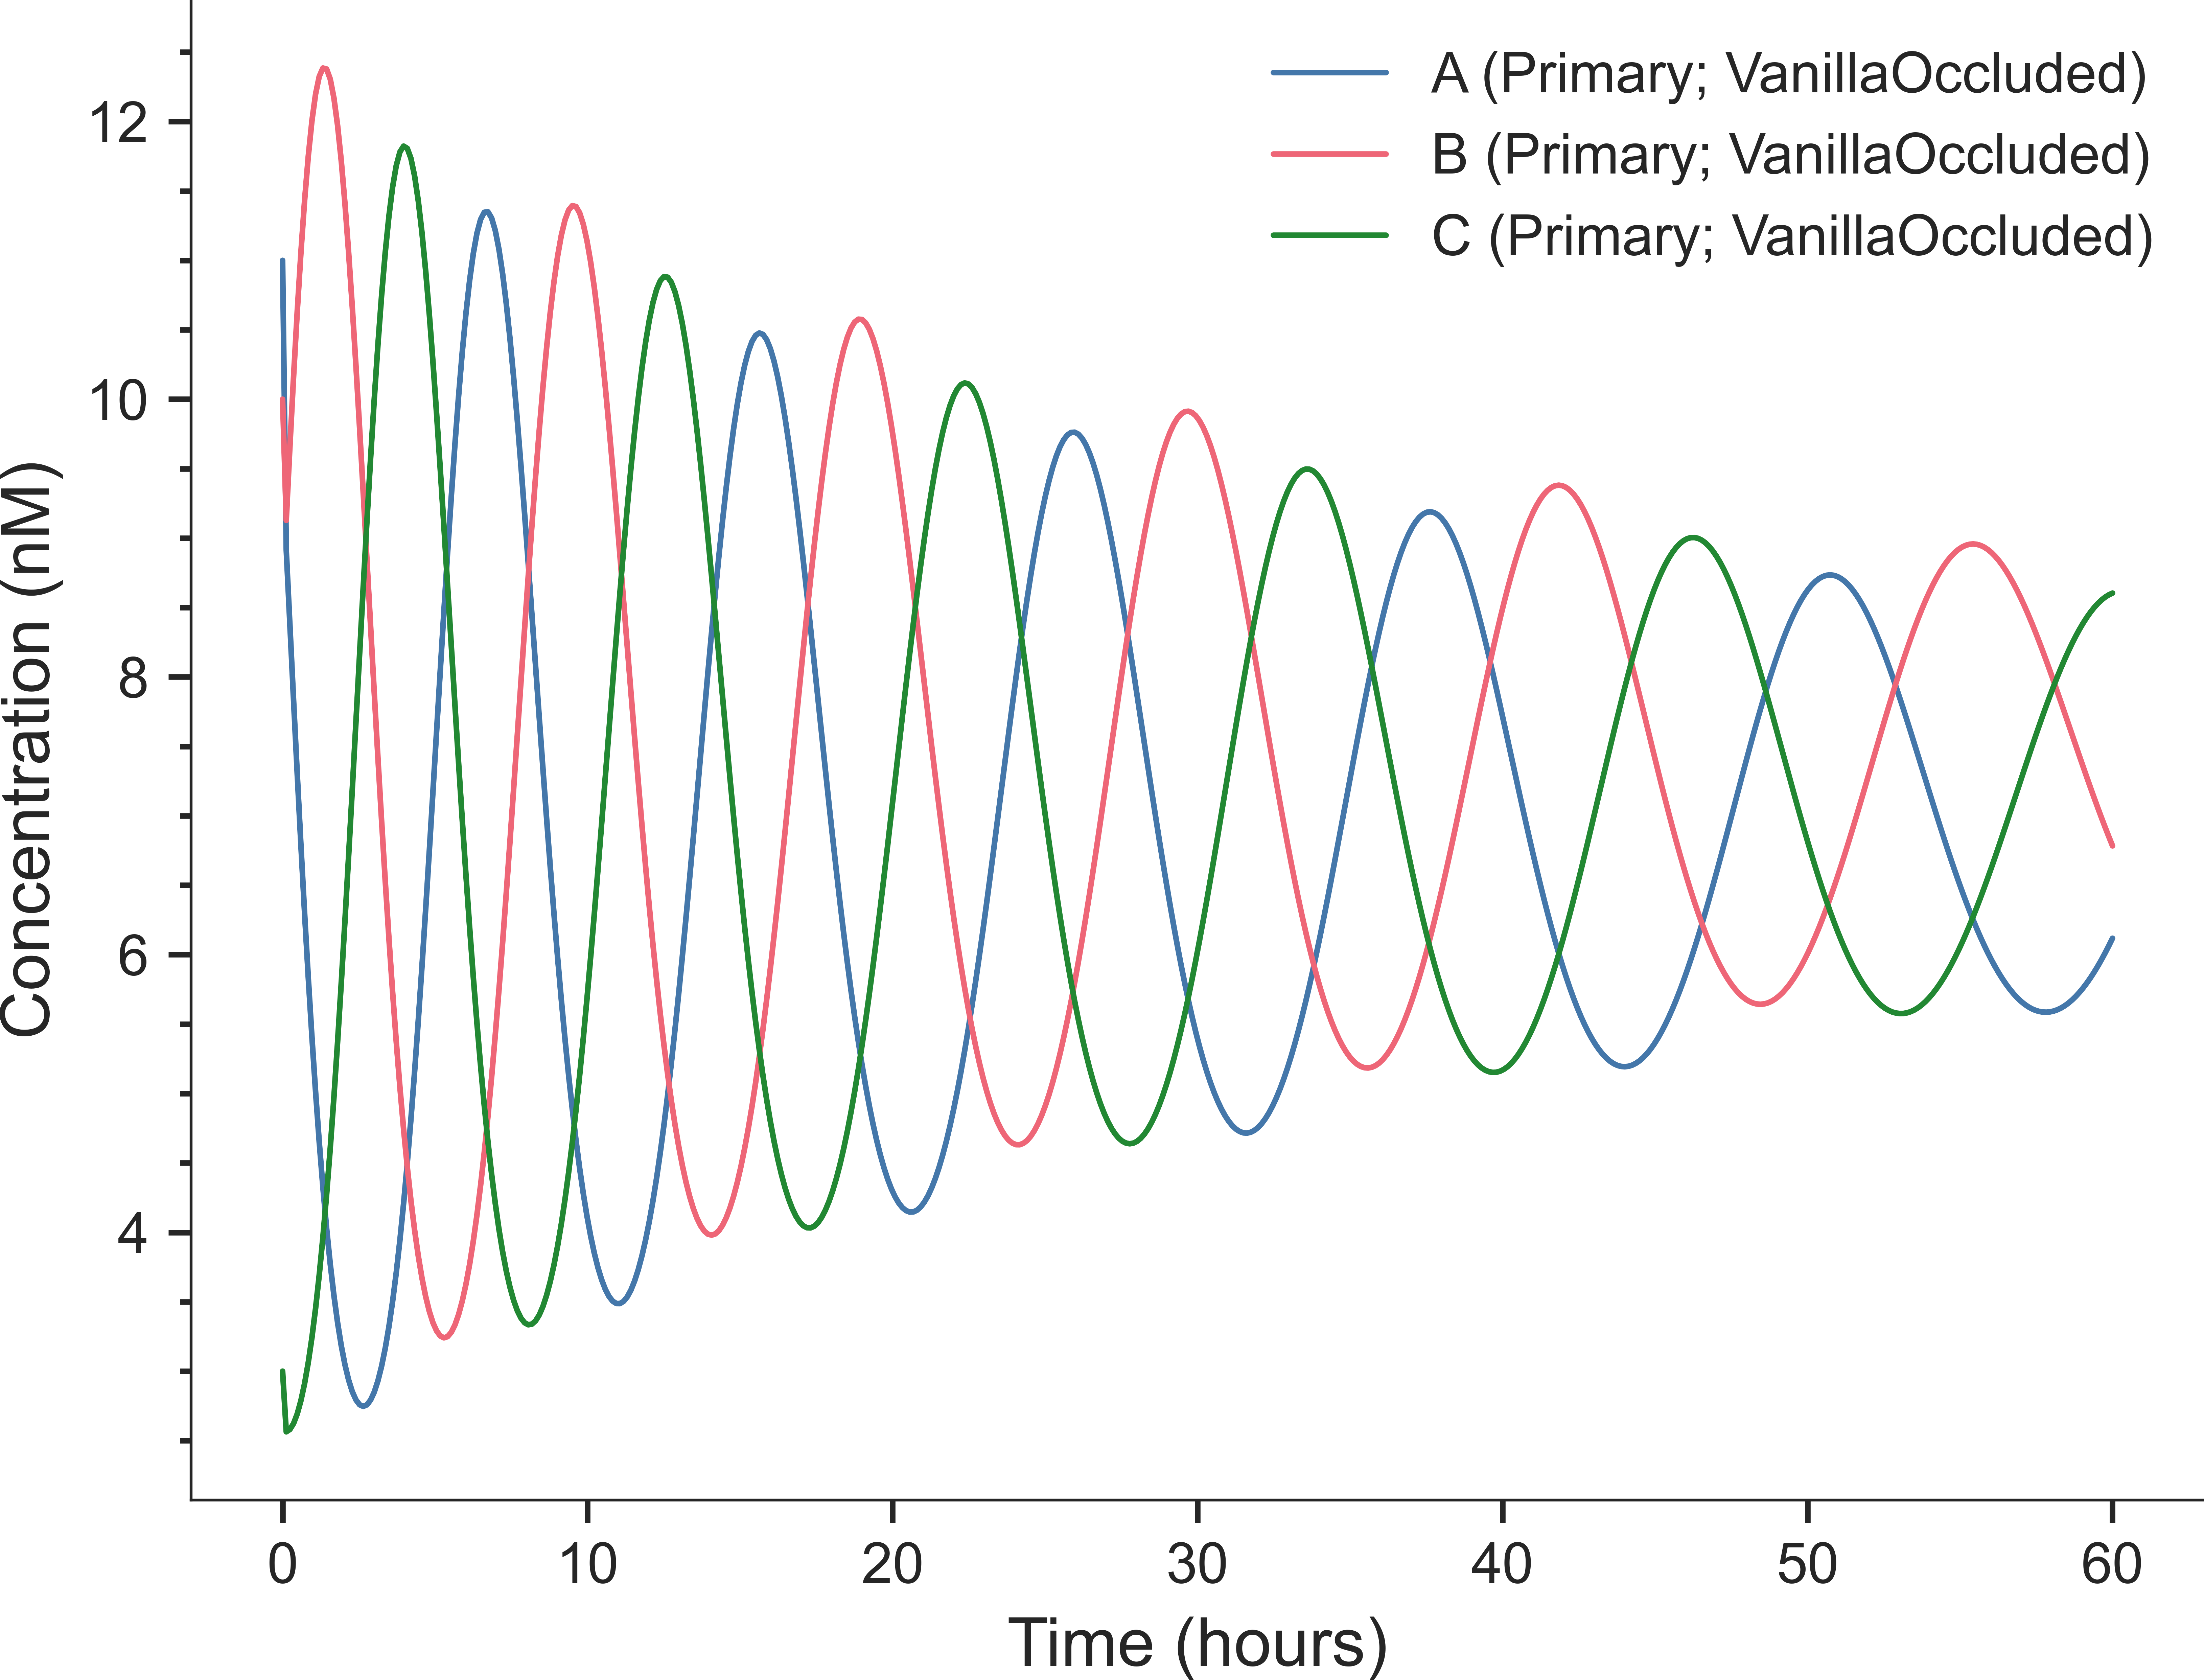 A (Primary; VanillaOccluded)
B (Primary; VanillaOccluded)
C (Primary; VanillaOccluded)
Concentration (nM)
12
10
8
6
4
0 10 20 30 40 50 60
Time (hours)